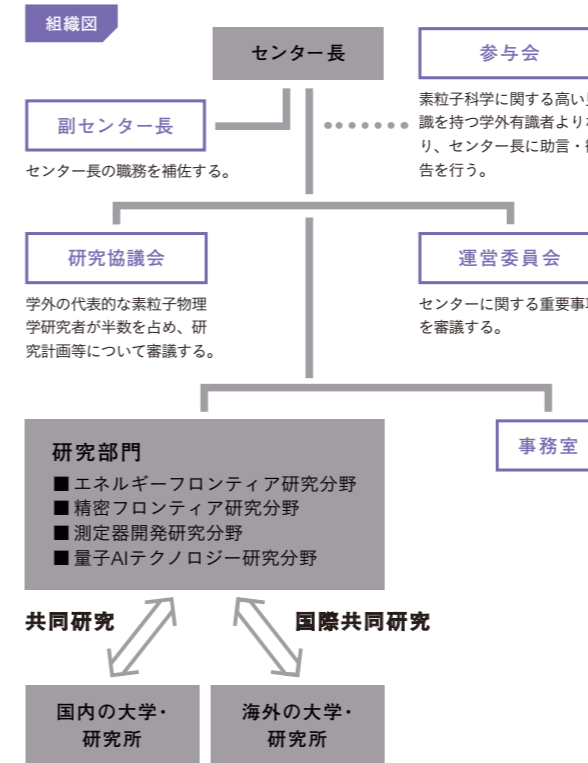 組織図
センター長
参与会
素粒子科学に関する高い
識を持つ学外有識者より
り、センター長に助言・
告を行う。
副センター長
センター長の職務を補佐する。
研究協議会
学外の代表的な素粒子物理
学研究者が半数を占め、研
究計画等について審議する。
運営委員会
センターに関する重要事
を審議する。
研究部門
■エネルギーフロンティア研究分野
■精密フロンティア研究分野
■測定器開発研究分野
■量子AIテクノロジー研究分野
事務室
共同研究
国際共同研究
国内の大学・
研究所
海外の大学・
研究所